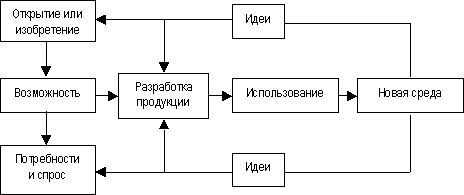 Открытие или
изобретение
Идеи
Возможность
Разработка
продукции
Использование
Новая среда
Потребности
и спрос
Идеи